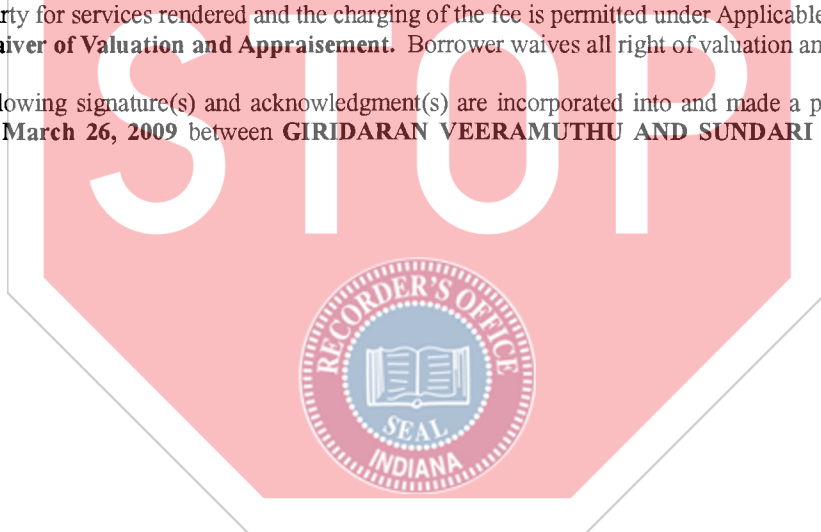 rty for services rendered and the charging of the fee is permitted under Applicable
aiver of Valuation and Appraisement. Borrower waives all right of valuation an
lowing signature(s) and acknowledgment(s) are incorporated into and made a p
March 26, 2009 between GIRIDARAN VEERAMUTHU AND SUNDARI
STOP
RECORDER'S OFFICE
SEAL
INDIANA